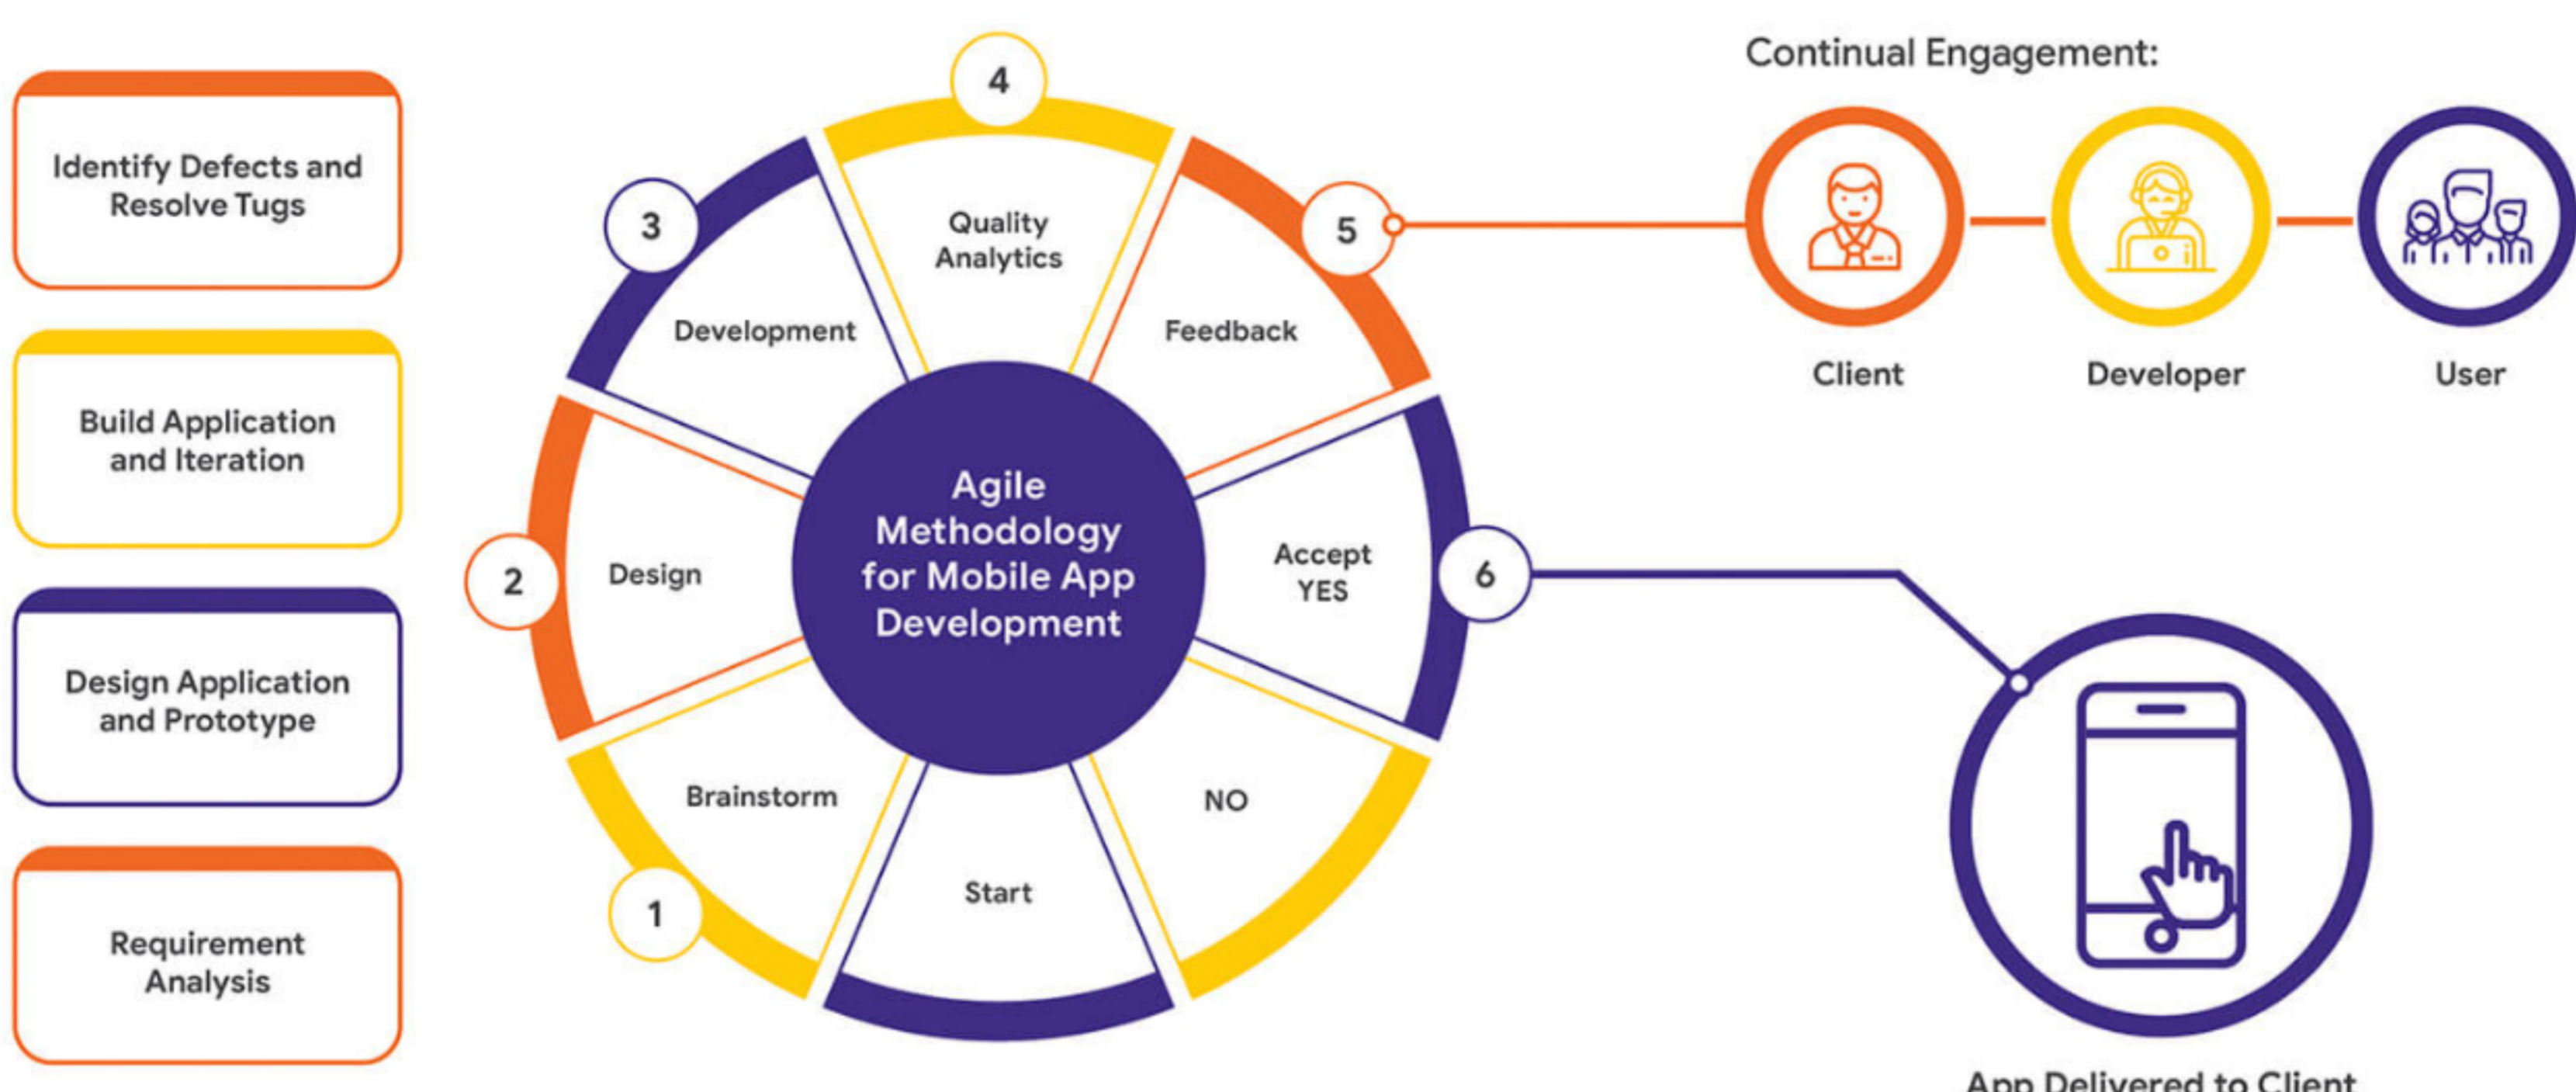 Identify Defects and
Resolve Tugs
Build Application
and Iteration
Design Application
and Prototype
Requirement
Analysis
4
3
5
2
6
1
Quality
Analytics
Development
Feedback
Design
Accept
YES
Brainstorm
NO
Start
Agile
Methodology
for Mobile App
Development
Continual Engagement:
Client
Developer
User
App Delivered to Client